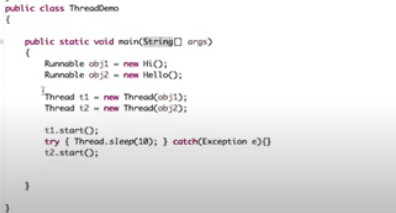 public class ThreadDemo
{
public static void main(String[] args)
{
Runnable obj1 = new Hi();
Runnable obj2 = new Hello();
Thread t1 = new Thread(obj1);
Thread t2 = new Thread(obj2);
t1.start();
try { Thread.sleep(10); } catch(Exception e){}
t2.start();
}
}